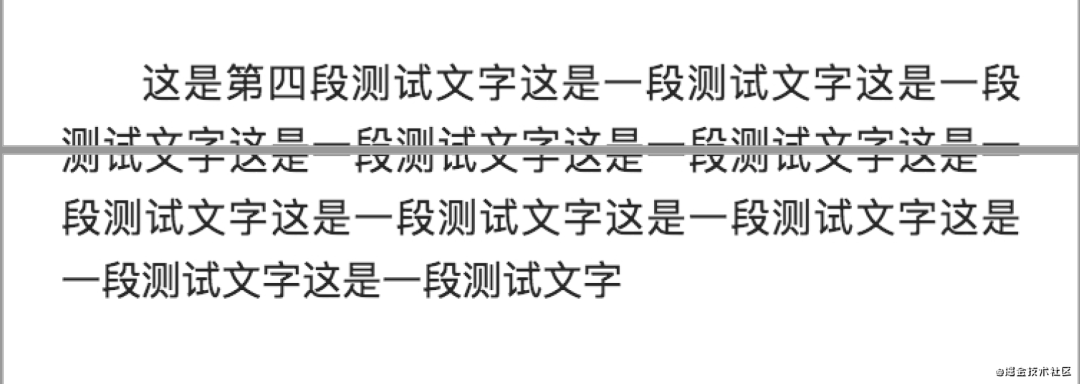 这是第四段测试文字这是一段测试文字这是一段
测试文字这是一段测试文字这是一段测试文字这是一
段测试文字这是一段测试文字这是一段测试文字这是
一段测试文字这是一段测试文字
@掘金技术社区